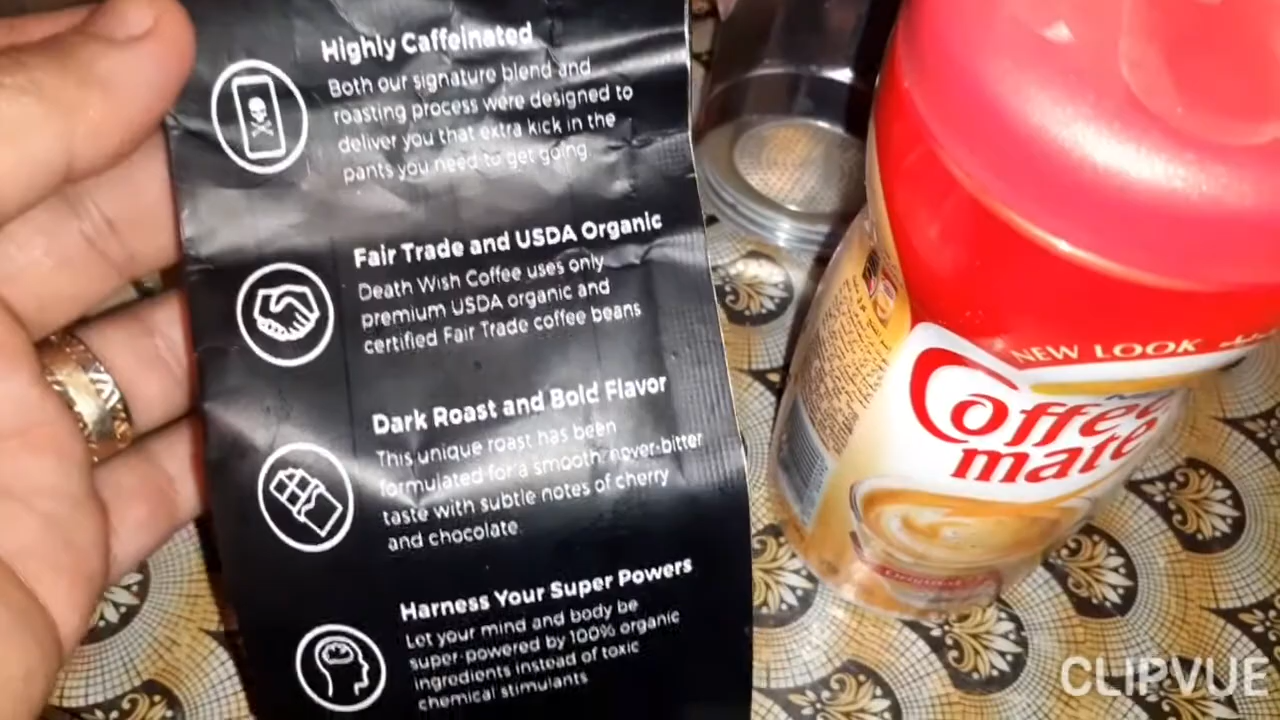 Highly Caffeinated
Both our signature blend and
roasting process were designed to
deliver you that extra kick in the
pants you need to get going.
Fair Trade and USDA Organic
Death Wish Coffee uses only
premium USDA organic and
certified Fair Trade coffee beans
Dark Roast and Bold Flavor
This unique roast has been
formulated for a smooth, never-bitter
taste with subtle notes of cherry
and chocolate.
Harness Your Super Powers
Let your mind and body be
super-powered by 100% organic
ingredients instead of toxic
chemical stimulants
NEW LOOK
Coffee
mate
CLIPVUE